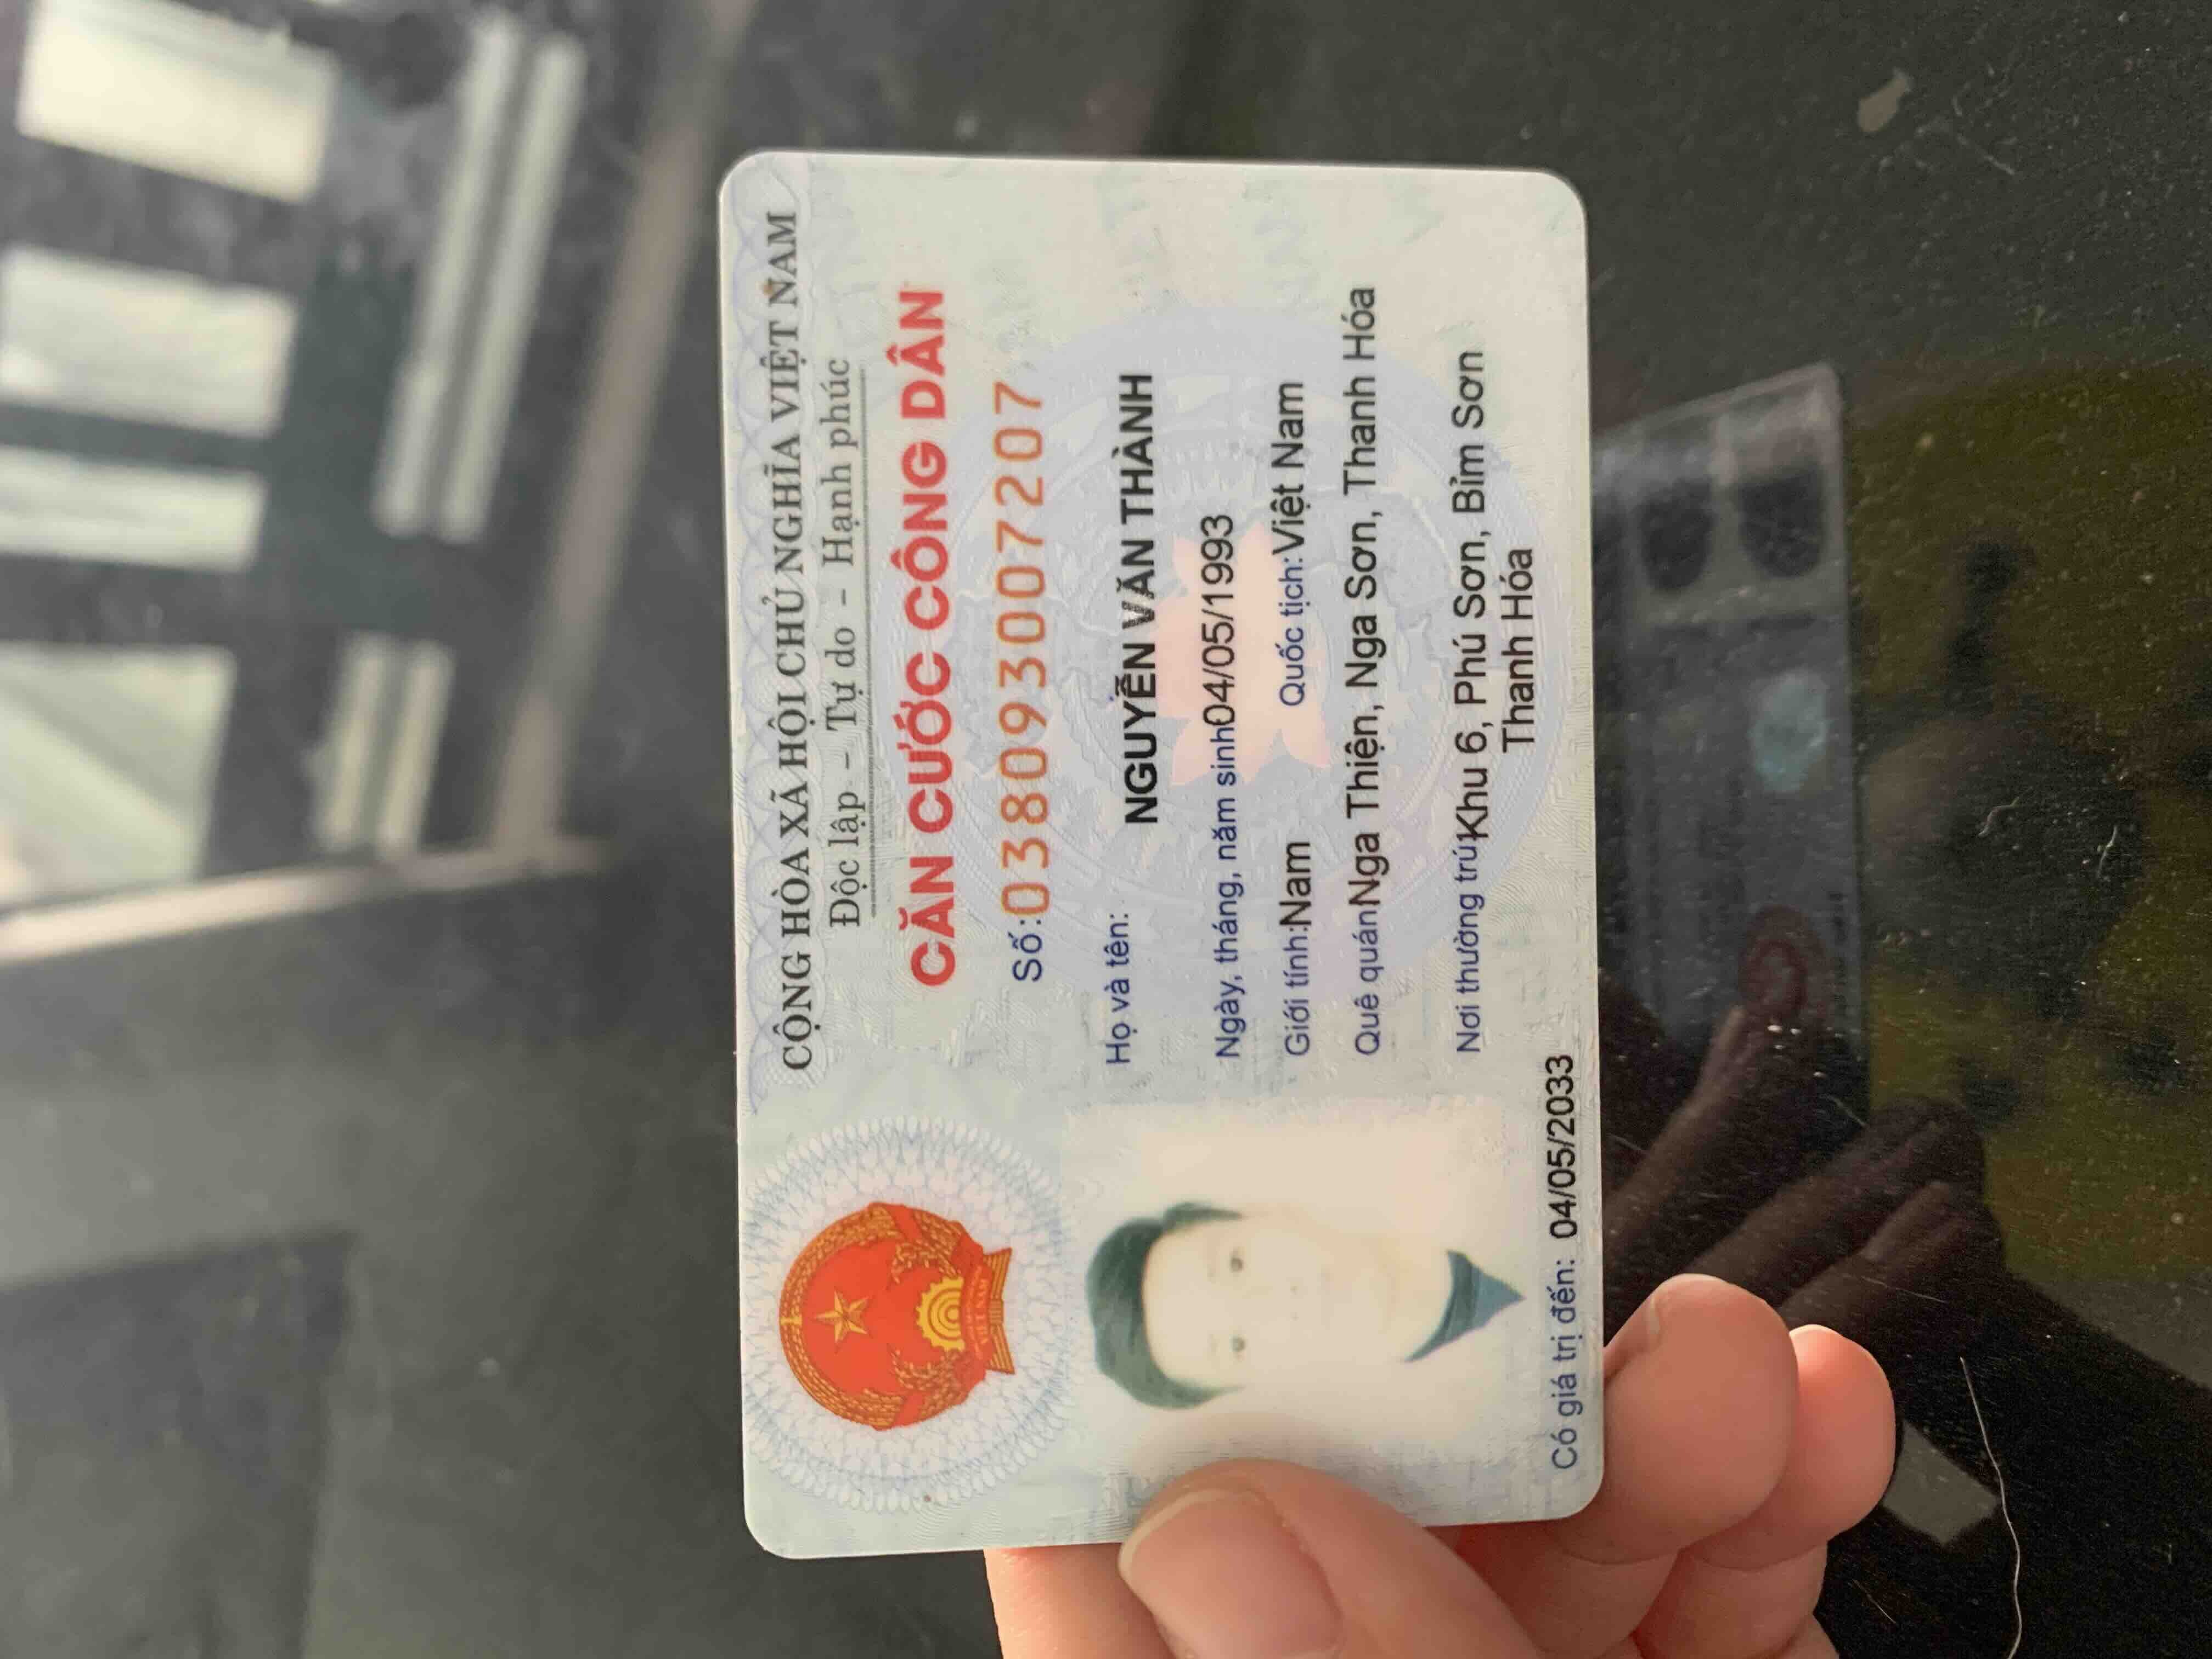 CỘNG HÒA XÃ HỘI CHỦ NGHĨA VIỆT NAM
Độc lập - Tự do - Hạnh phúc
CĂN CƯỚC CÔNG DÂN
Số: 038093007207
Họ và tên:
NGUYỄN VĂN THÀNH
Ngày, tháng, năm sinh 04/05/1993
Giới tính: Nam Quốc tịch: Việt Nam
Quê quán Nga Thiện, Nga Sơn, Thanh Hóa
Nơi thường trú: Khu 6, Phú Sơn, Bỉm Sơn
Thanh Hóa
Có giá trị đến: 04/05/2033